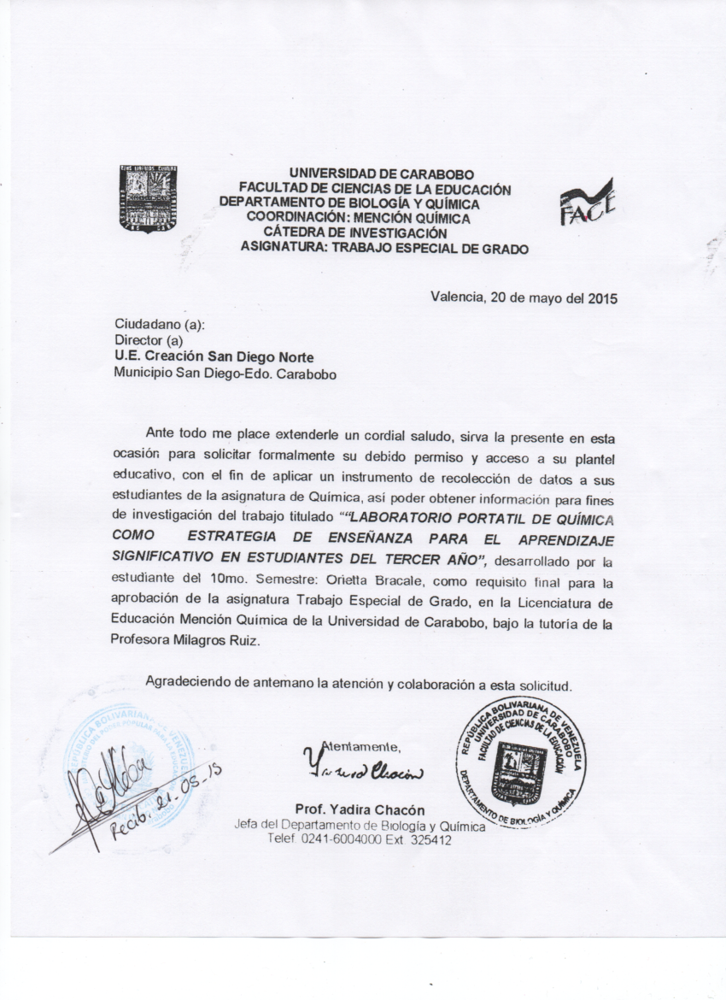 UNIVERSIDAD DE CARABOBO
FACULTAD DE CIENCIAS DE LA EDUCACIÓN
DEPARTAMENTO DE BIOLOGÍA Y QUÍMICA
COORDINACIÓN: MENCIÓN QUÍMICA
CÁTEDRA DE INVESTIGACIÓN
ASIGNATURA: TRABAJO ESPECIAL DE GRADO
FACE
Valencia, 20 de mayo del 2015
Ciudadano (a):
Director (a)
U.E. Creación San Diego Norte
Municipio San Diego-Edo. Carabobo
Ante todo me place extenderle un cordial saludo, sirva la presente en esta
ocasión para solicitar formalmente su debido permiso y acceso a su plantel
educativo, con el fin de aplicar un instrumento de recolección de datos a sus
estudiantes de la asignatura de Química, así poder obtener información para fines
de investigación del trabajo titulado "“LABORATORIO PORTATIL DE QUÍMICA
COMO ESTRATEGIA DE ENSEÑANZA PARA EL APRENDIZAJE
SIGNIFICATIVO EN ESTUDIANTES DEL TERCER AÑO”, desarrollado por la
estudiante del 10mo. Semestre: Orietta Bracale, como requisito final para la
aprobación de la asignatura Trabajo Especial de Grado, en la Licenciatura de
Educación Mención Química de la Universidad de Carabobo, bajo la tutoría de la
Profesora Milagros Ruiz.
Agradeciendo de antemano la atención y colaboración a esta solicitud.
Atentamente,
Prof. Yadira Chacón
Jefa del Departamento de Biología y Química
Telef. 0241-6004000 Ext. 325412
REPÚBLICA BOLIVARIANA DE VENEZUELA
UNIVERSIDAD DE CARABOBO
FACULTAD DE CIENCIAS DE LA EDUCACIÓN
DEPARTAMENTO DE BIOLOGÍA Y QUÍMICA
REPÚBLICA BOLIVARIANA DE VENEZUELA
Recib. 21-05-15